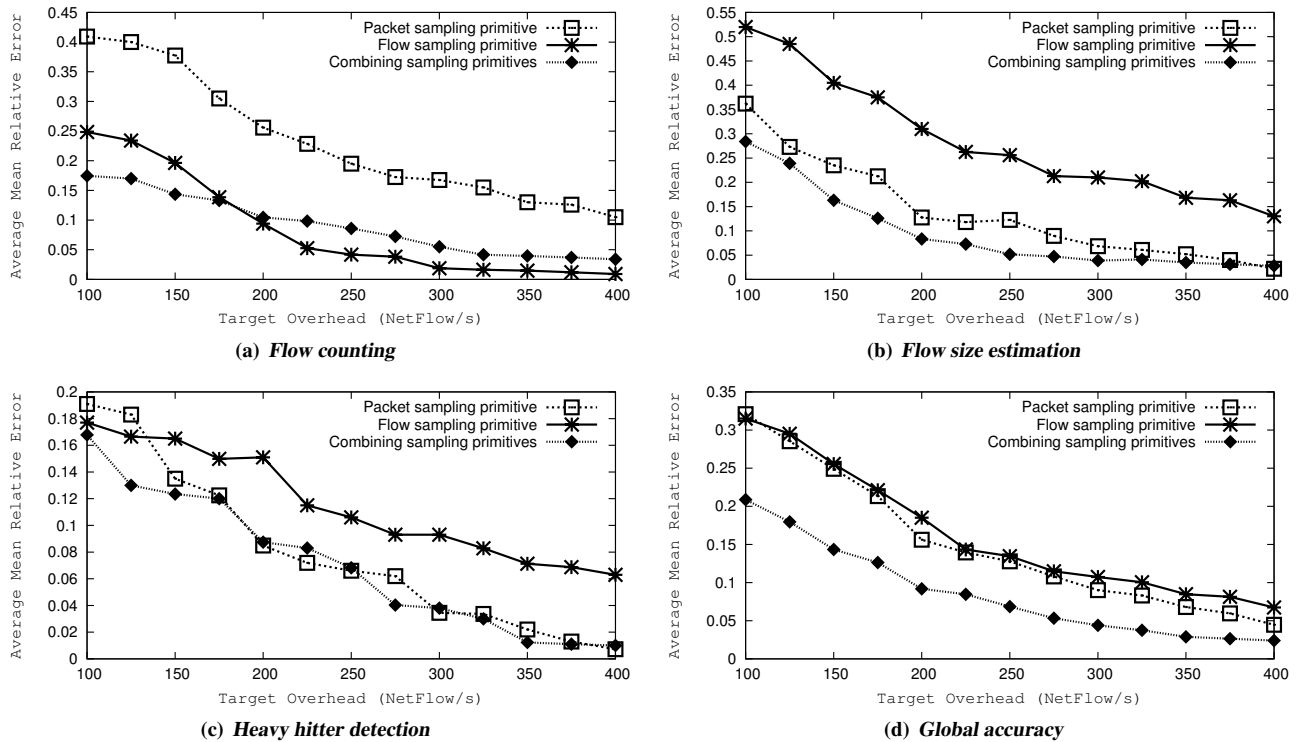 Average Mean Relative Error
0.45
0.4
0.35
0.3
0.25
0.2
0.15
0.1
0.05
0
100
150
200
250
300
350
400
Target Overhead (NetFlow/s)
Packet sampling primitive
Flow sampling primitive
Combining sampling primitives
(a) Flow counting
Average Mean Relative Error
0.55
0.5
0.45
0.4
0.35
0.3
0.25
0.2
0.15
0.1
0.05
0
100
150
200
250
300
350
400
Target Overhead (NetFlow/s)
Packet sampling primitive
Flow sampling primitive
Combining sampling primitives
(b) Flow size estimation
Average Mean Relative Error
0.2
0.18
0.16
0.14
0.12
0.1
0.08
0.06
0.04
0.02
0
100
150
200
250
300
350
400
Target Overhead (NetFlow/s)
Packet sampling primitive
Flow sampling primitive
Combining sampling primitives
(c) Heavy hitter detection
Average Mean Relative Error
0.35
0.3
0.25
0.2
0.15
0.1
0.05
0
100
150
200
250
300
350
400
Target Overhead (NetFlow/s)
Packet sampling primitive
Flow sampling primitive
Combining sampling primitives
(d) Global accuracy